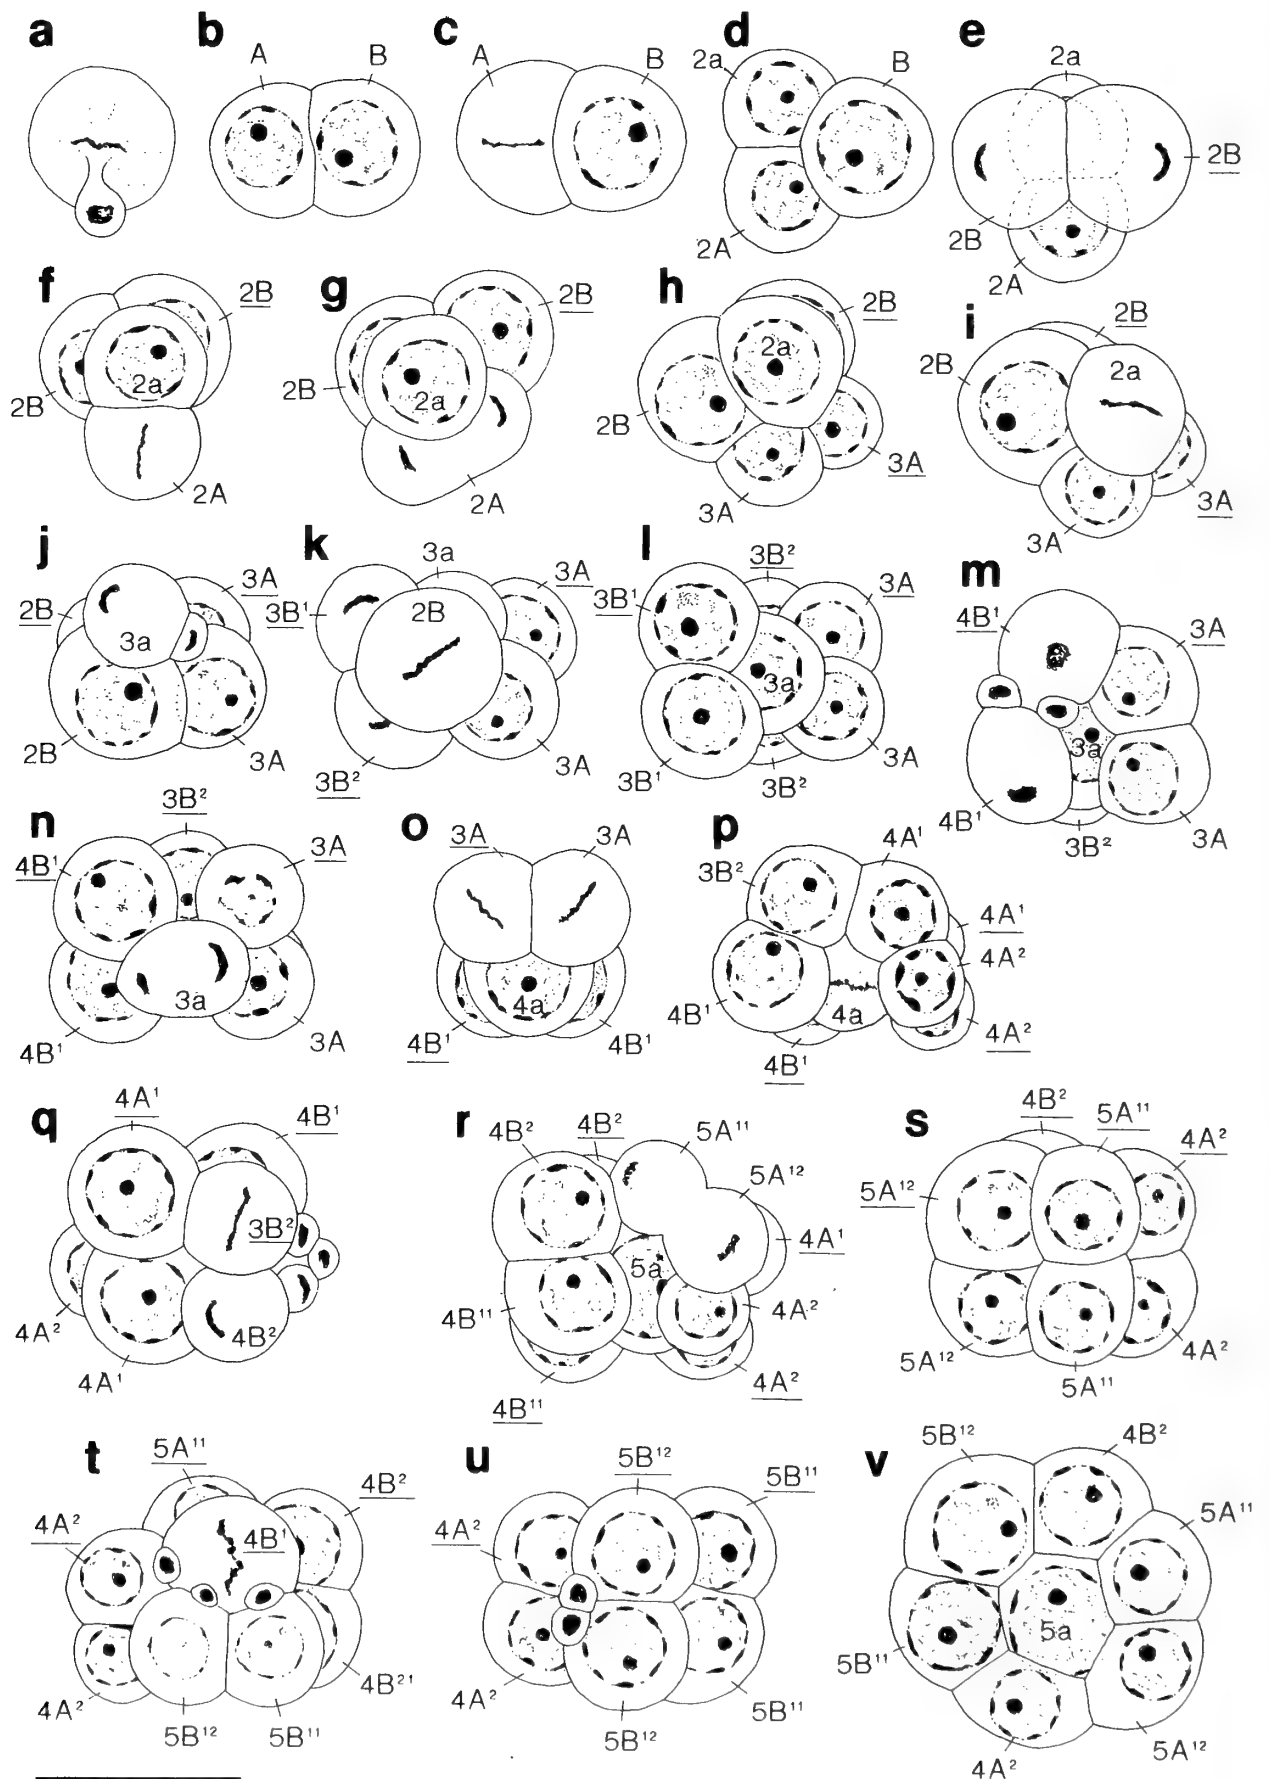 a b c d e
A B A B 2a B 2A 2a 2B 2B 2A
f g h i
2B 2a 2B 2A
2B 2B 2a 2A
2B 2a 2B 3A 3A
2B 2B 2a 3A 3A
j k l m
2B 3A 3a 2B 3A
3a 3A 3B¹ 2B 3A 3B²
3B² 3A 3B¹ 3a 3A 3B¹ 3B²
4B¹ 3A 3a 4B¹ 3B² 3A
n o p
3B² 4B¹ 3A 3a 4B¹ 3A
3A 3A 4a 4B¹ 4B¹
4A¹ 3B² 4A¹ 4A² 4B¹ 4a 4A² 4B¹
q r s
4A¹ 4B¹ 3B² 4A² 4B² 4A¹
4B² 4B² 5A¹¹ 5A¹² 4A¹ 5a 4B¹¹ 4A² 4A² 4B¹¹
4B² 5A¹¹ 4A² 5A¹² 5A¹² 4A² 5A¹¹
t u v
5A¹¹ 4B² 4A² 4B¹ 4B²¹ 4A² 5B¹² 5B¹¹
5B¹² 5B¹¹ 4A² 4A² 5B¹¹ 5B¹²
5B¹² 4B² 5A¹¹ 5a 5B¹¹ 4A² 5A¹²